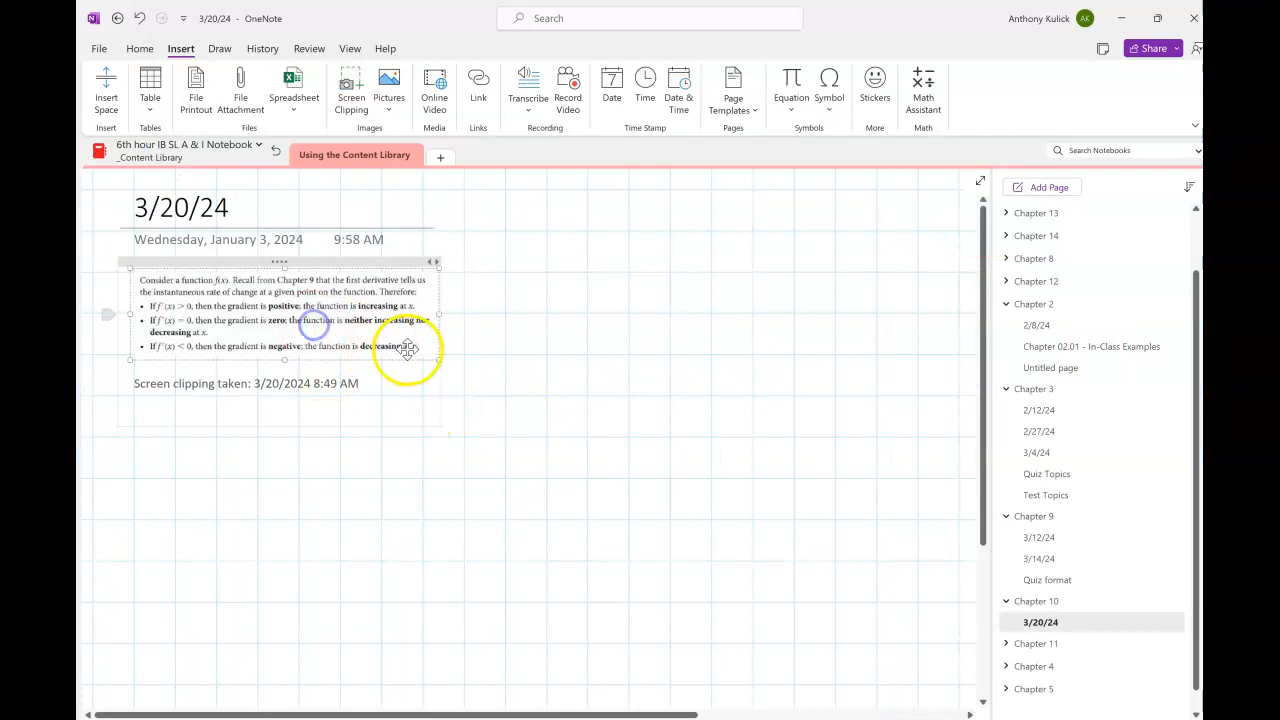 3/20/24 - OneNote
Search
Anthony Kulick
AK
File Home Insert Draw History Review View Help
Share
Insert Space
Table
File Printout
File Attachment
Spreadsheet
Screen Clipping
Pictures
Online Video
Link
Transcribe
Record Video
Date
Time
Date & Time
Page Templates
Equation
Symbol
Stickers
Math Assistant
Insert Tables Files Images Media Links Recording Time Stamp Pages Symbols More Math
6th hour IB SL A & I Notebook
_Content Library
Using the Content Library
Search Notebooks
3/20/24
Wednesday, January 3, 2024 9:58 AM
Consider a function f(x). Recall from Chapter 9 that the first derivative tells us
the instantaneous rate of change at a given point on the function. Therefore:
• If f'(x) > 0, then the gradient is positive; the function is increasing at x.
• If f'(x) = 0, then the gradient is zero; the function is neither increasing nor
decreasing at x.
• If f'(x) < 0, then the gradient is negative; the function is decreasing
Screen clipping taken: 3/20/2024 8:49 AM
Add Page
Chapter 13
Chapter 14
Chapter 8
Chapter 12
Chapter 2
2/8/24
Chapter 02.01 - In-Class Examples
Untitled page
Chapter 3
2/12/24
2/27/24
3/4/24
Quiz Topics
Test Topics
Chapter 9
3/12/24
3/14/24
Quiz format
Chapter 10
3/20/24
Chapter 11
Chapter 4
Chapter 5